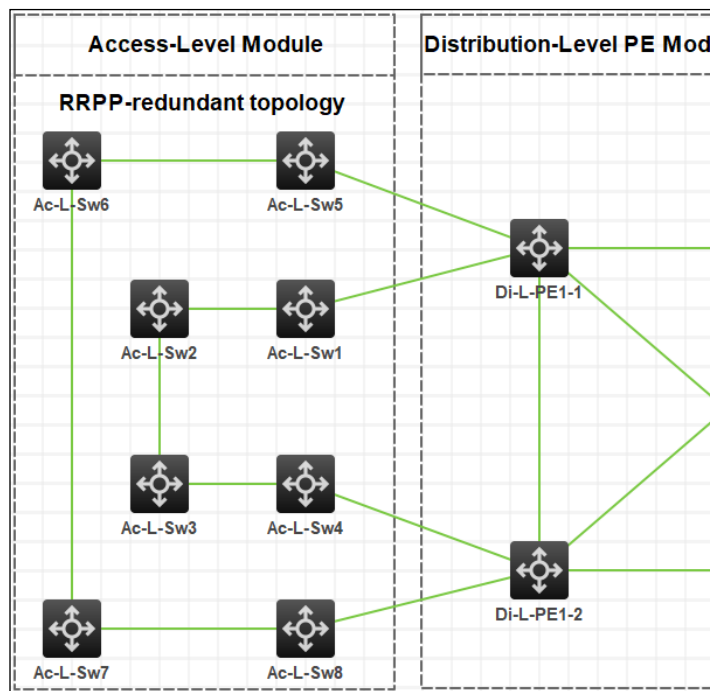 Access-Level Module
Distribution-Level PE Mod
RRPP-redundant topology
Ac-L-Sw6
Ac-L-Sw5
Di-L-PE1-1
Ac-L-Sw2
Ac-L-Sw1
Ac-L-Sw3
Ac-L-Sw4
Di-L-PE1-2
Ac-L-Sw7
Ac-L-Sw8